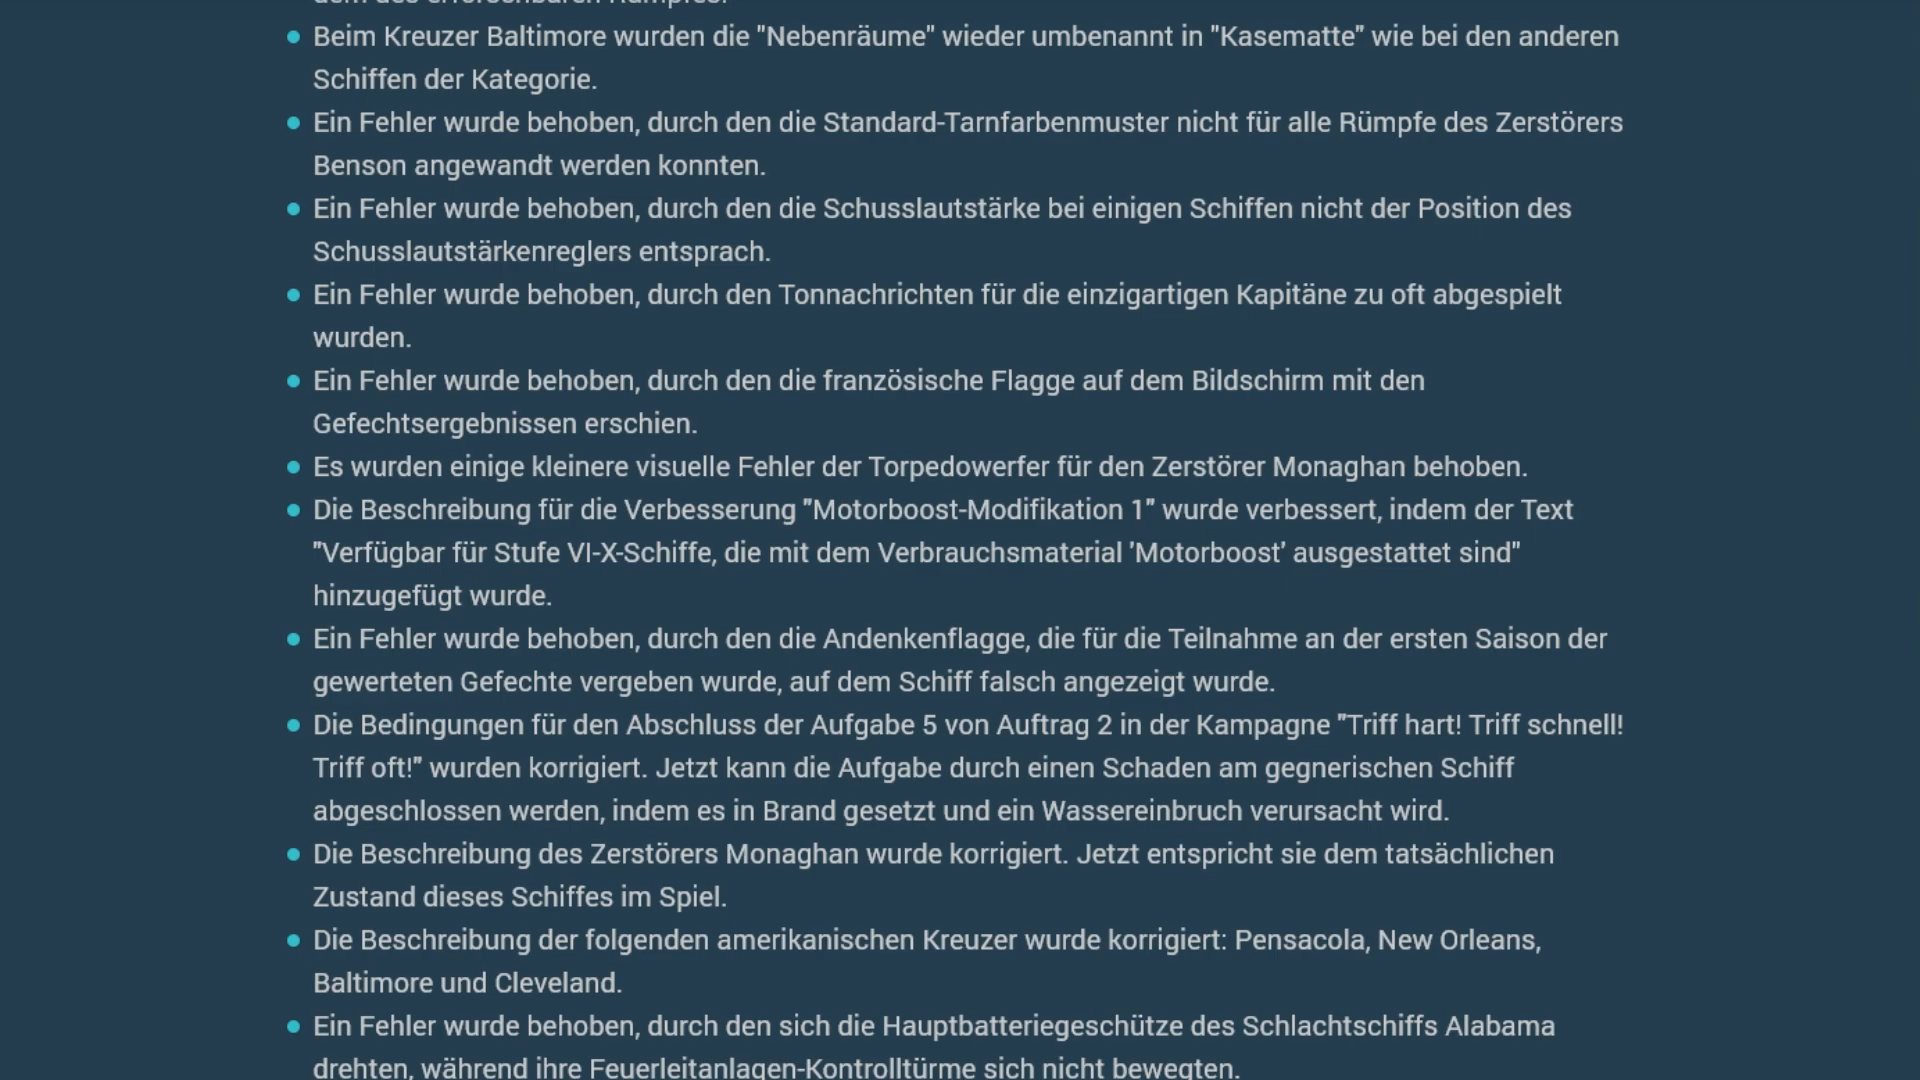 dem des erforschbaren Rumpfes.
Beim Kreuzer Baltimore wurden die "Nebenräume" wieder umbenannt in "Kasematte" wie bei den anderen
Schiffen der Kategorie.
Ein Fehler wurde behoben, durch den die Standard-Tarnfarbenmuster nicht für alle Rümpfe des Zerstörers
Benson angewandt werden konnten.
Ein Fehler wurde behoben, durch den die Schusslautstärke bei einigen Schiffen nicht der Position des
Schusslautstärkenreglers entsprach.
Ein Fehler wurde behoben, durch den Tonnachrichten für die einzigartigen Kapitäne zu oft abgespielt
wurden.
Ein Fehler wurde behoben, durch den die französische Flagge auf dem Bildschirm mit den
Gefechtsergebnissen erschien.
Es wurden einige kleinere visuelle Fehler der Torpedowerfer für den Zerstörer Monaghan behoben.
Die Beschreibung für die Verbesserung "Motorboost-Modifikation 1" wurde verbessert, indem der Text
"Verfügbar für Stufe VI-X-Schiffe, die mit dem Verbrauchsmaterial 'Motorboost' ausgestattet sind"
hinzugefügt wurde.
Ein Fehler wurde behoben, durch den die Andenkenflagge, die für die Teilnahme an der ersten Saison der
gewerteten Gefechte vergeben wurde, auf dem Schiff falsch angezeigt wurde.
Die Bedingungen für den Abschluss der Aufgabe 5 von Auftrag 2 in der Kampagne "Triff hart! Triff schnell!
Triff oft!" wurden korrigiert. Jetzt kann die Aufgabe durch einen Schaden am gegnerischen Schiff
abgeschlossen werden, indem es in Brand gesetzt und ein Wassereinbruch verursacht wird.
Die Beschreibung des Zerstörers Monaghan wurde korrigiert. Jetzt entspricht sie dem tatsächlichen
Zustand dieses Schiffes im Spiel.
Die Beschreibung der folgenden amerikanischen Kreuzer wurde korrigiert: Pensacola, New Orleans,
Baltimore und Cleveland.
Ein Fehler wurde behoben, durch den sich die Hauptbatteriegeschütze des Schlachtschiffs Alabama
drehten, während ihre Feuerleitanlagen-Kontrolltürme sich nicht bewegten.